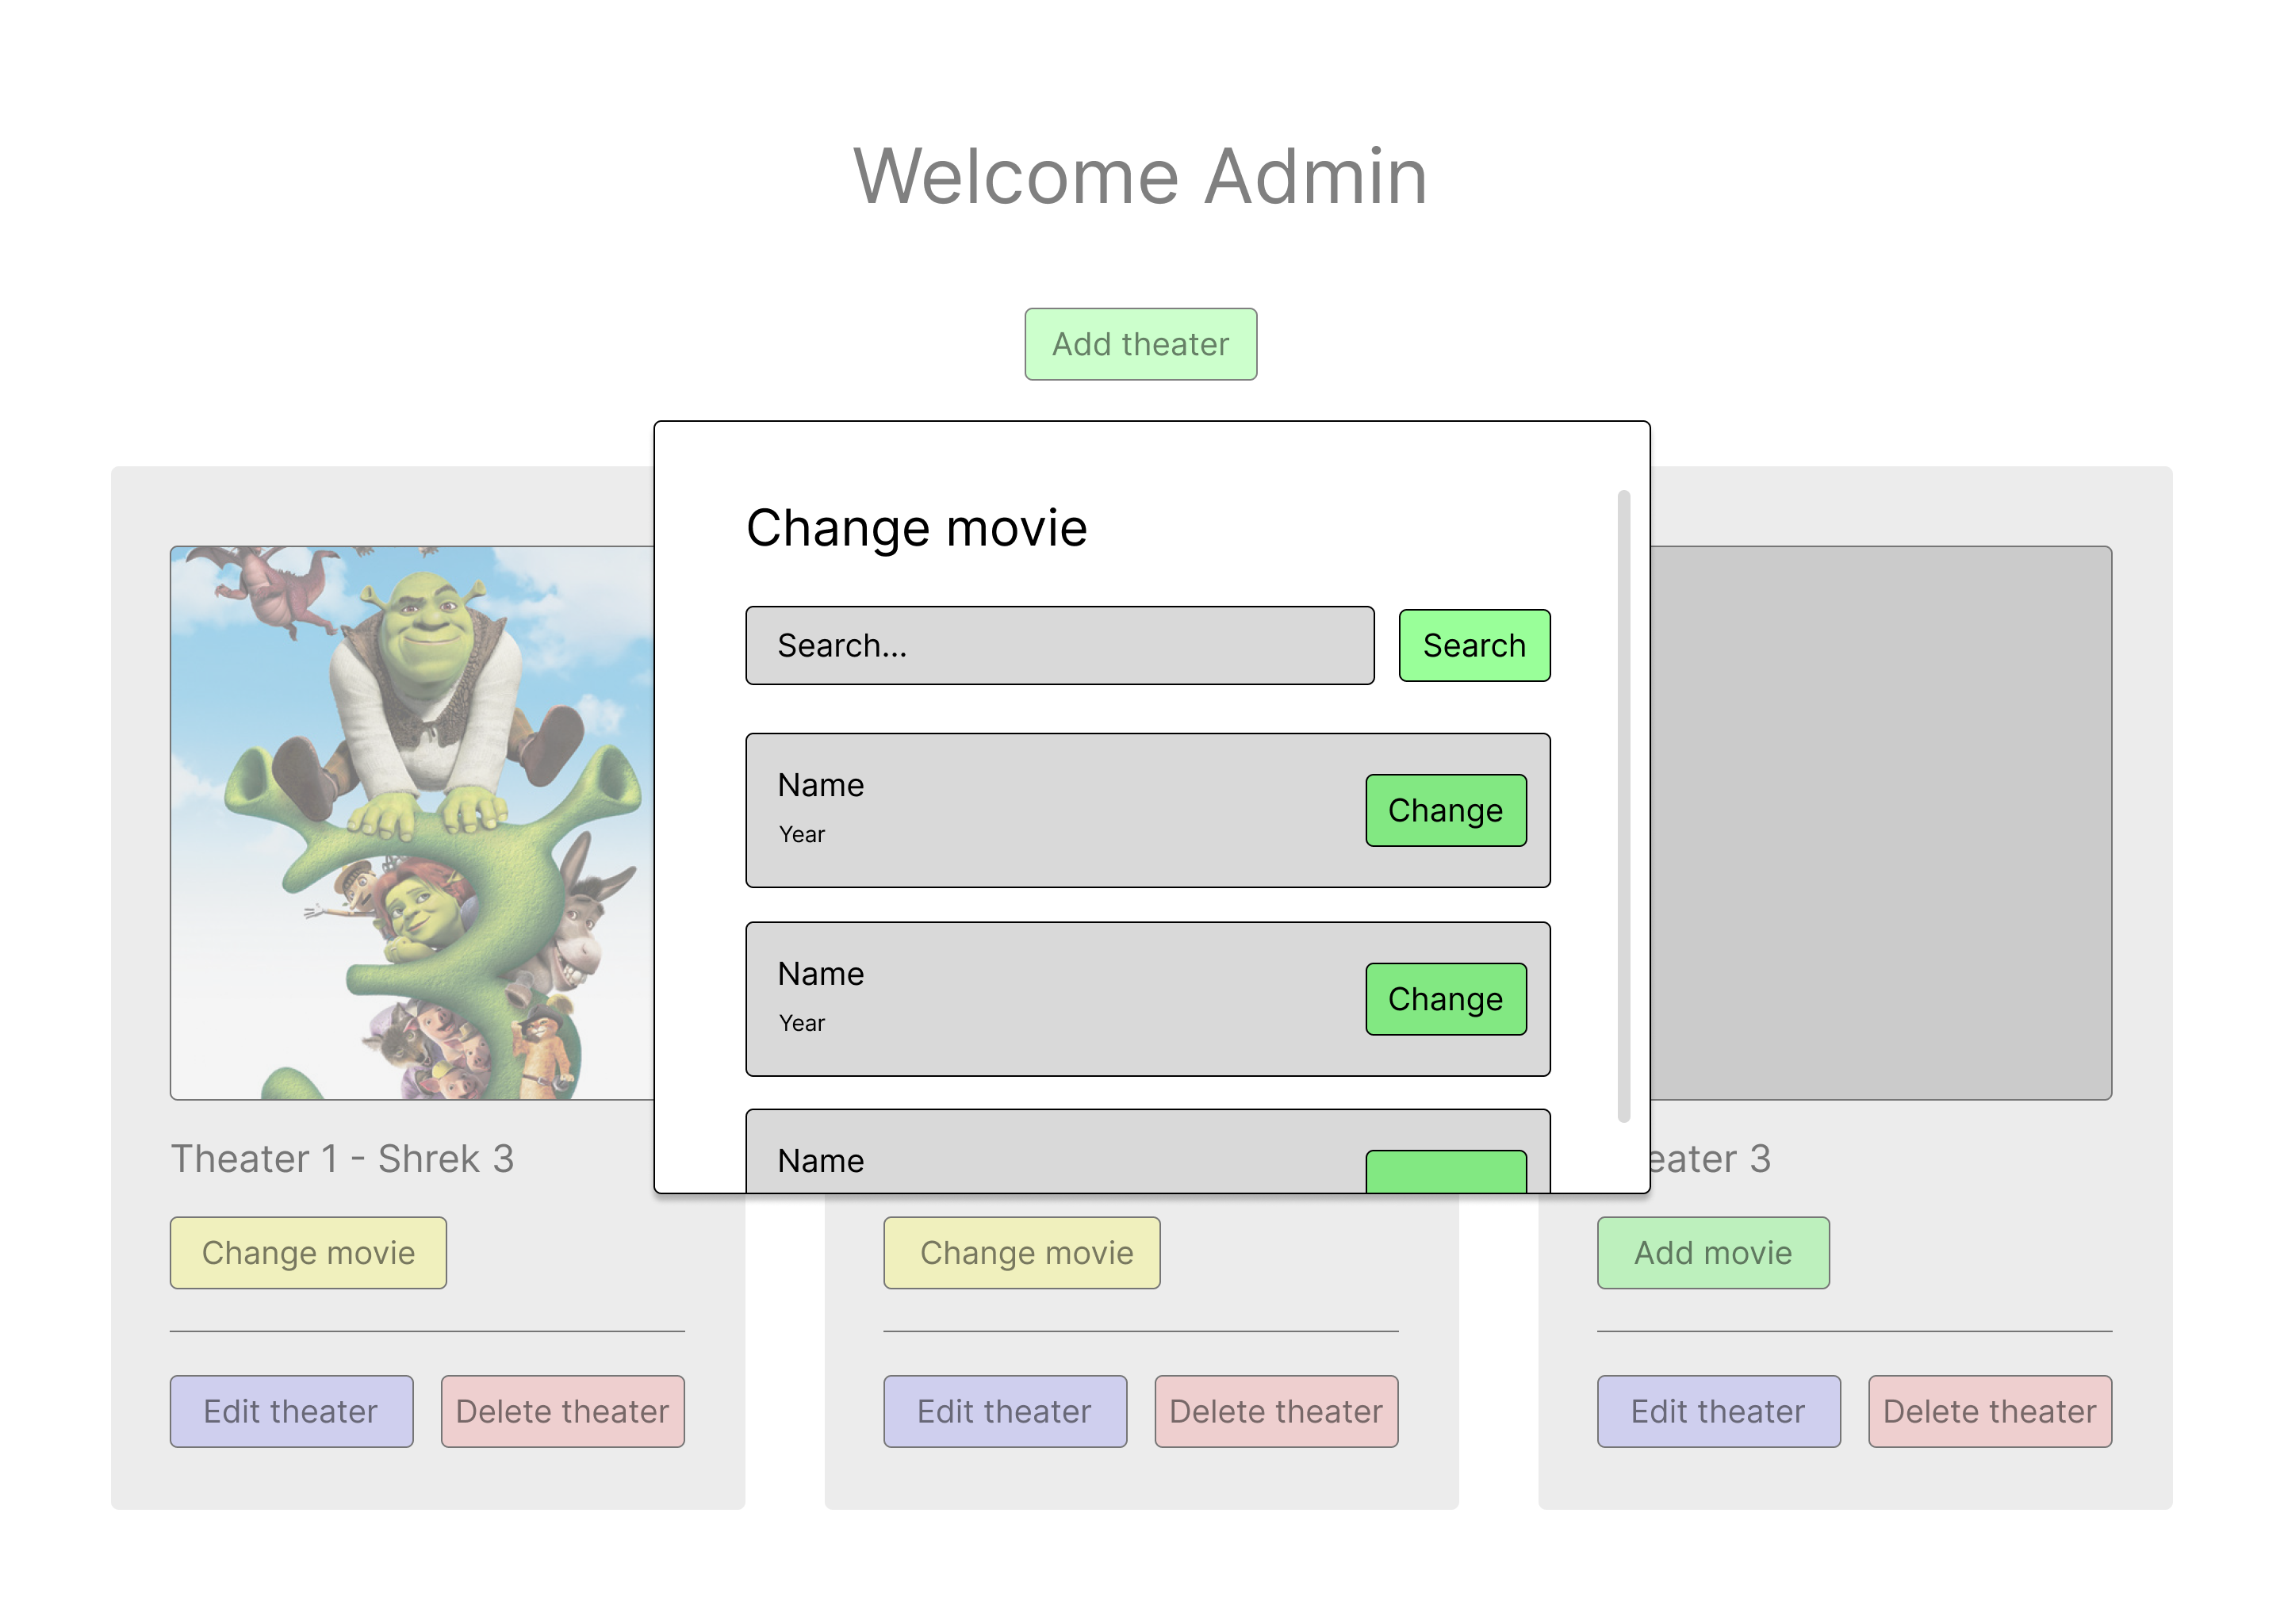 Welcome Admin
Add theater
Change movie
Search...
Search
Name
Year
Change
Name
Year
Change
Name
Theater 1 - Shrek 3
eater 3
Change movie
Change movie
Add movie
Edit theater
Delete theater
Edit theater
Delete theater
Edit theater
Delete theater